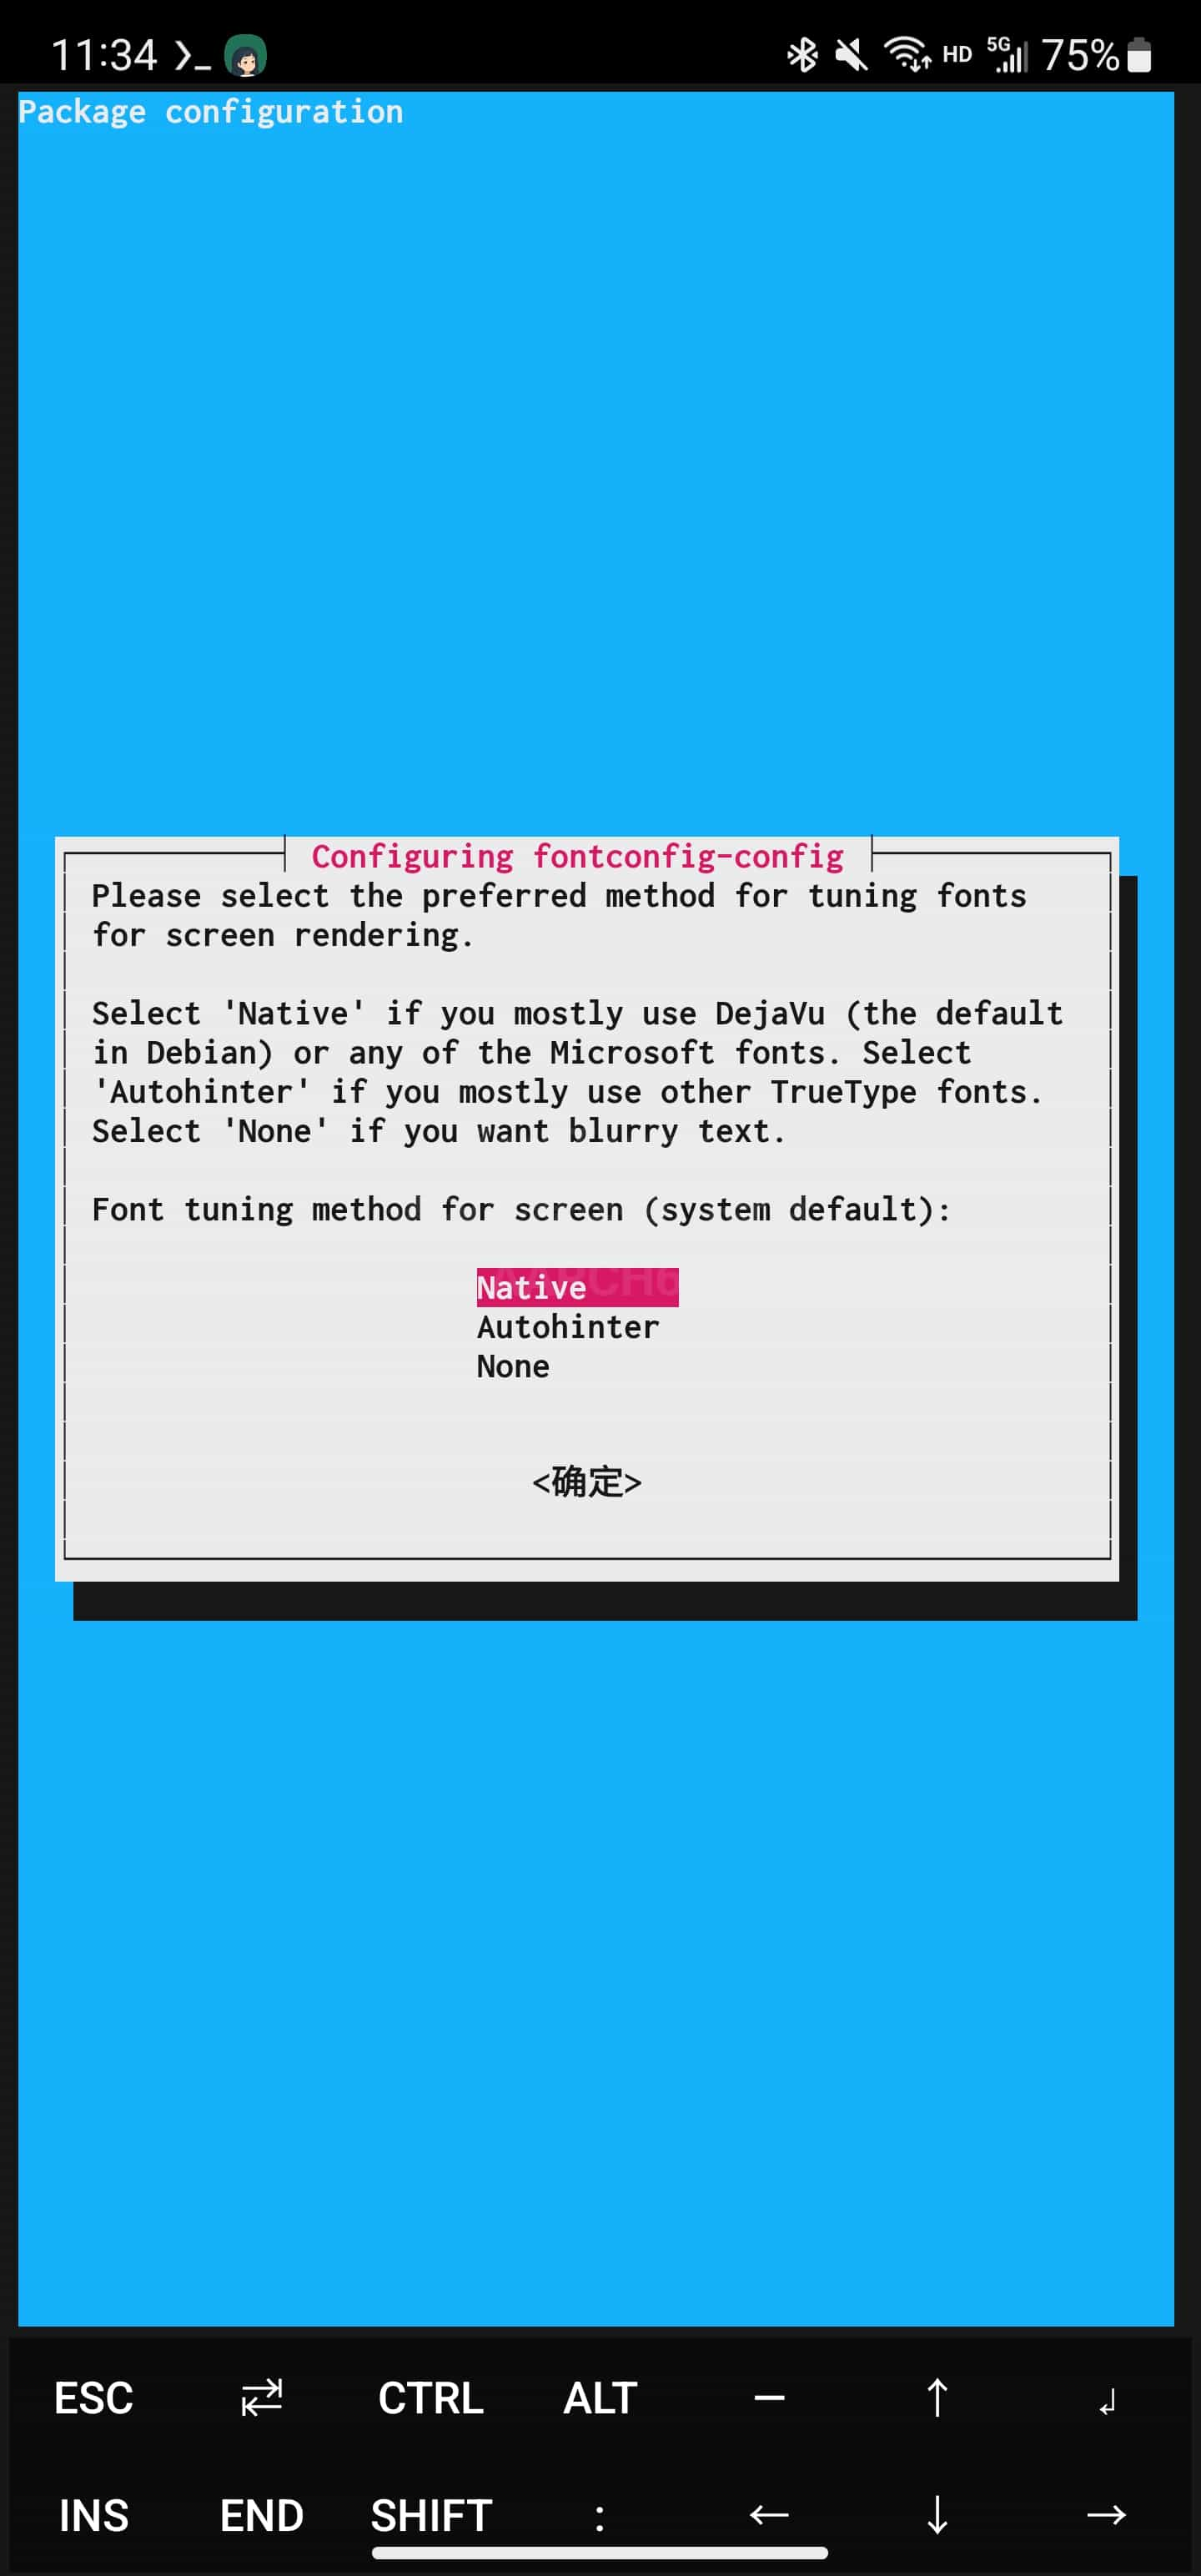 11:34
HD 5G 75%
Package configuration
Configuring fontconfig-config
Please select the preferred method for tuning fonts
for screen rendering.
Select 'Native' if you mostly use DejaVu (the default
in Debian) or any of the Microsoft fonts. Select
'Autohinter' if you mostly use other TrueType fonts.
Select 'None' if you want blurry text.
Font tuning method for screen (system default):
Native
Autohinter
None
<确定>
ESC CTRL ALT — ↑ ↲
INS END SHIFT : ← ↓ →